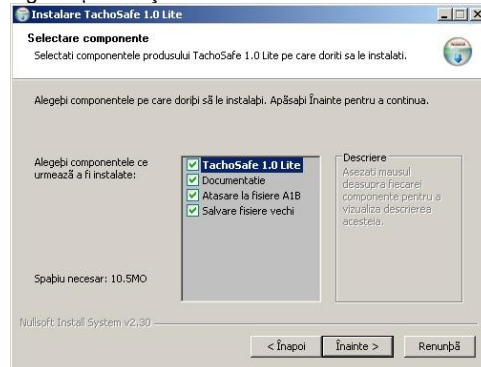 Instalare TachoSafe 1.0 Lite
Selectare componente
Selectati componentele produsului TachoSafe 1.0 Lite pe care doriti sa le instalati.
Alegeþi componentele pe care doriþi sã le instalaþi. Apãsaþi Înainte pentru a continua.
Alegeþi componentele ce
urmeazã a fi instalate:
TachoSafe 1.0 Lite
Documentatie
Atasare la fisiere A1B
Salvare fisiere vechi
Descriere
Asezati mausul
deasupra fiecarei
componente pentru a
vizualiza descrierea
acesteia.
Spaþiu necesar: 10.5MO
Nullsoft Install System v2.30
< Înapoi
Înainte >
Renunþã